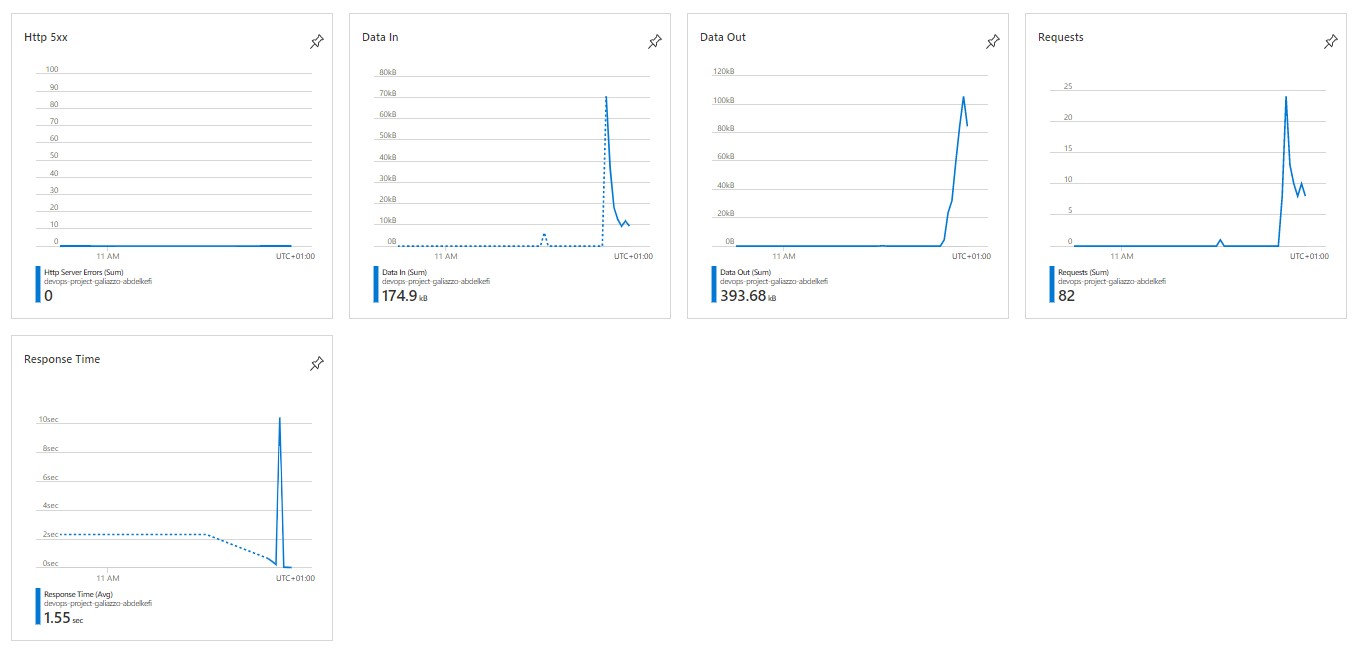 Http 5xx
100
90
80
70
60
50
40
30
20
10
0
11 AM
UTC+01:00
Http Server Errors (Sum)
devops-project-galiazzo-abdelkefi
0
Data In
80kB
70kB
60kB
50kB
40kB
30kB
20kB
10kB
0B
11 AM
UTC+01:00
Data In (Sum)
devops-project-galiazzo-abdelkefi
174.9 kB
Data Out
120kB
100kB
80kB
60kB
40kB
20kB
0B
11 AM
UTC+01:00
Data Out (Sum)
devops-project-galiazzo-abdelkefi
393.68 kB
Requests
25
20
15
10
5
0
11 AM
UTC+01:00
Requests (Sum)
devops-project-galiazzo-abdelkefi
82
Response Time
10sec
8sec
6sec
4sec
2sec
0sec
11 AM
UTC+01:00
Response Time (Avg)
devops-project-galiazzo-abdelkefi
1.55 sec